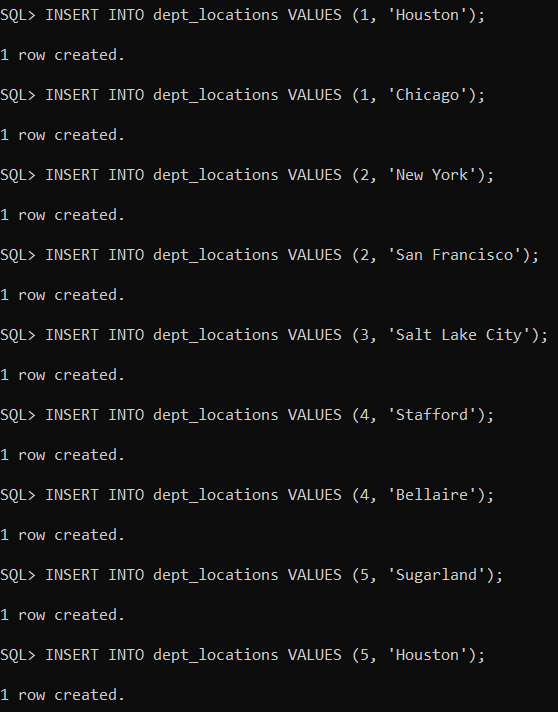 SQL> INSERT INTO dept_locations VALUES (1, 'Houston');
1 row created.
SQL> INSERT INTO dept_locations VALUES (1, 'Chicago');
1 row created.
SQL> INSERT INTO dept_locations VALUES (2, 'New York');
1 row created.
SQL> INSERT INTO dept_locations VALUES (2, 'San Francisco');
1 row created.
SQL> INSERT INTO dept_locations VALUES (3, 'Salt Lake City');
1 row created.
SQL> INSERT INTO dept_locations VALUES (4, 'Stafford');
1 row created.
SQL> INSERT INTO dept_locations VALUES (4, 'Bellaire');
1 row created.
SQL> INSERT INTO dept_locations VALUES (5, 'Sugarland');
1 row created.
SQL> INSERT INTO dept_locations VALUES (5, 'Houston');
1 row created.